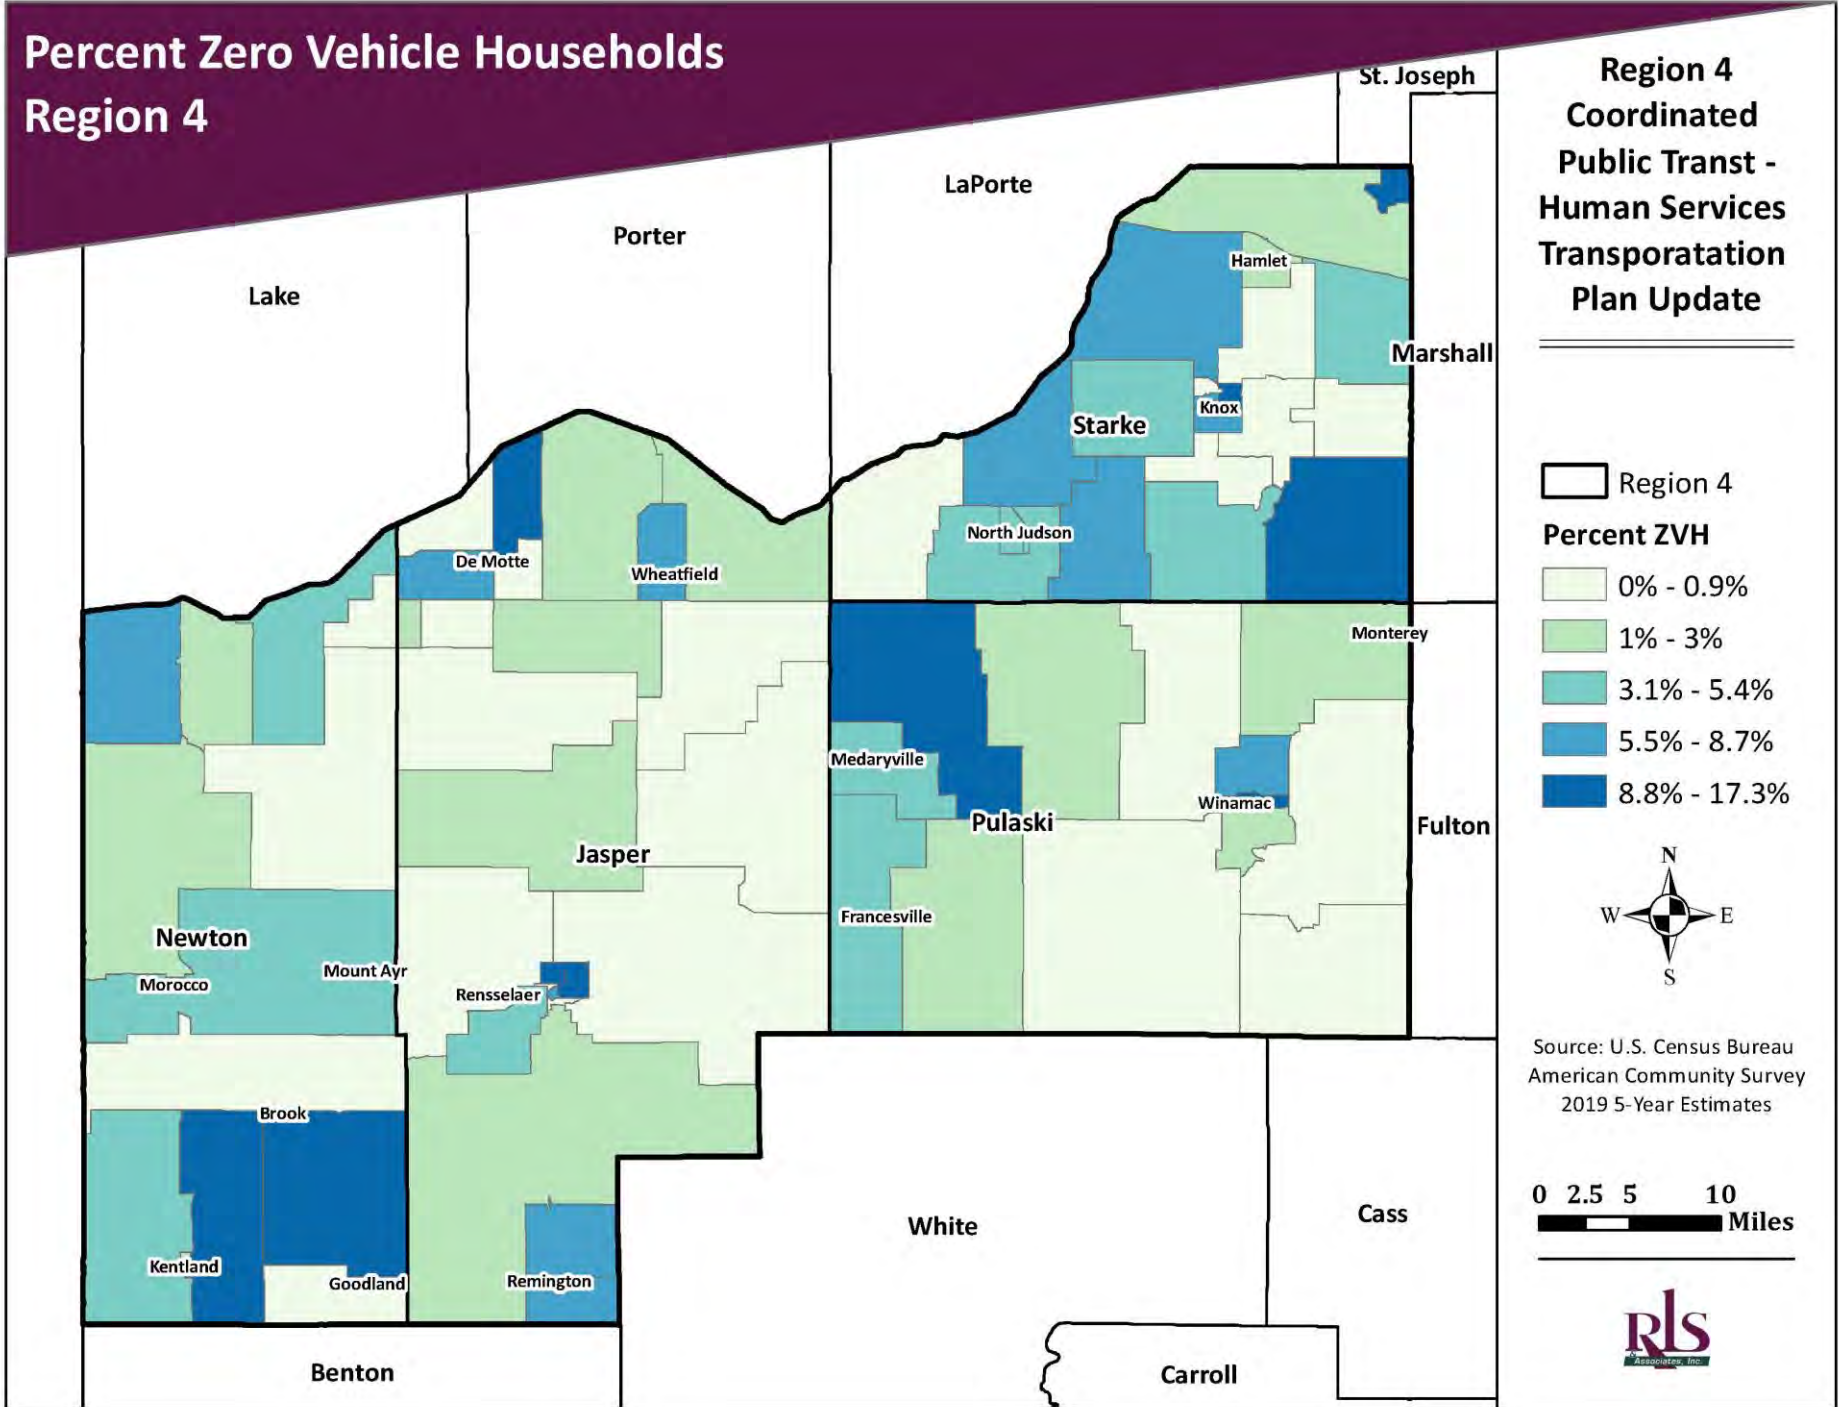 Percent Zero Vehicle Households
Region 4
St. Joseph
LaPorte
Porter
Lake
Hamlet
Marshall
Knox
Starke
North Judson
De Motte
Wheatfield
Monterey
Medaryville
Winamac
Pulaski
Fulton
Jasper
Francesville
Newton
Mount Ayr
Morocco
Rensselaer
Brook
White
Cass
Kentland
Goodland
Remington
Benton
Carroll
Region 4
Coordinated
Public Transt -
Human Services
Transporatation
Plan Update
Region 4
Percent ZVH
0% - 0.9%
1% - 3%
3.1% - 5.4%
5.5% - 8.7%
8.8% - 17.3%
N
W E
S
Source: U.S. Census Bureau
American Community Survey
2019 5-Year Estimates
0 2.5 5 10
Miles
RLS
& Associates, Inc.